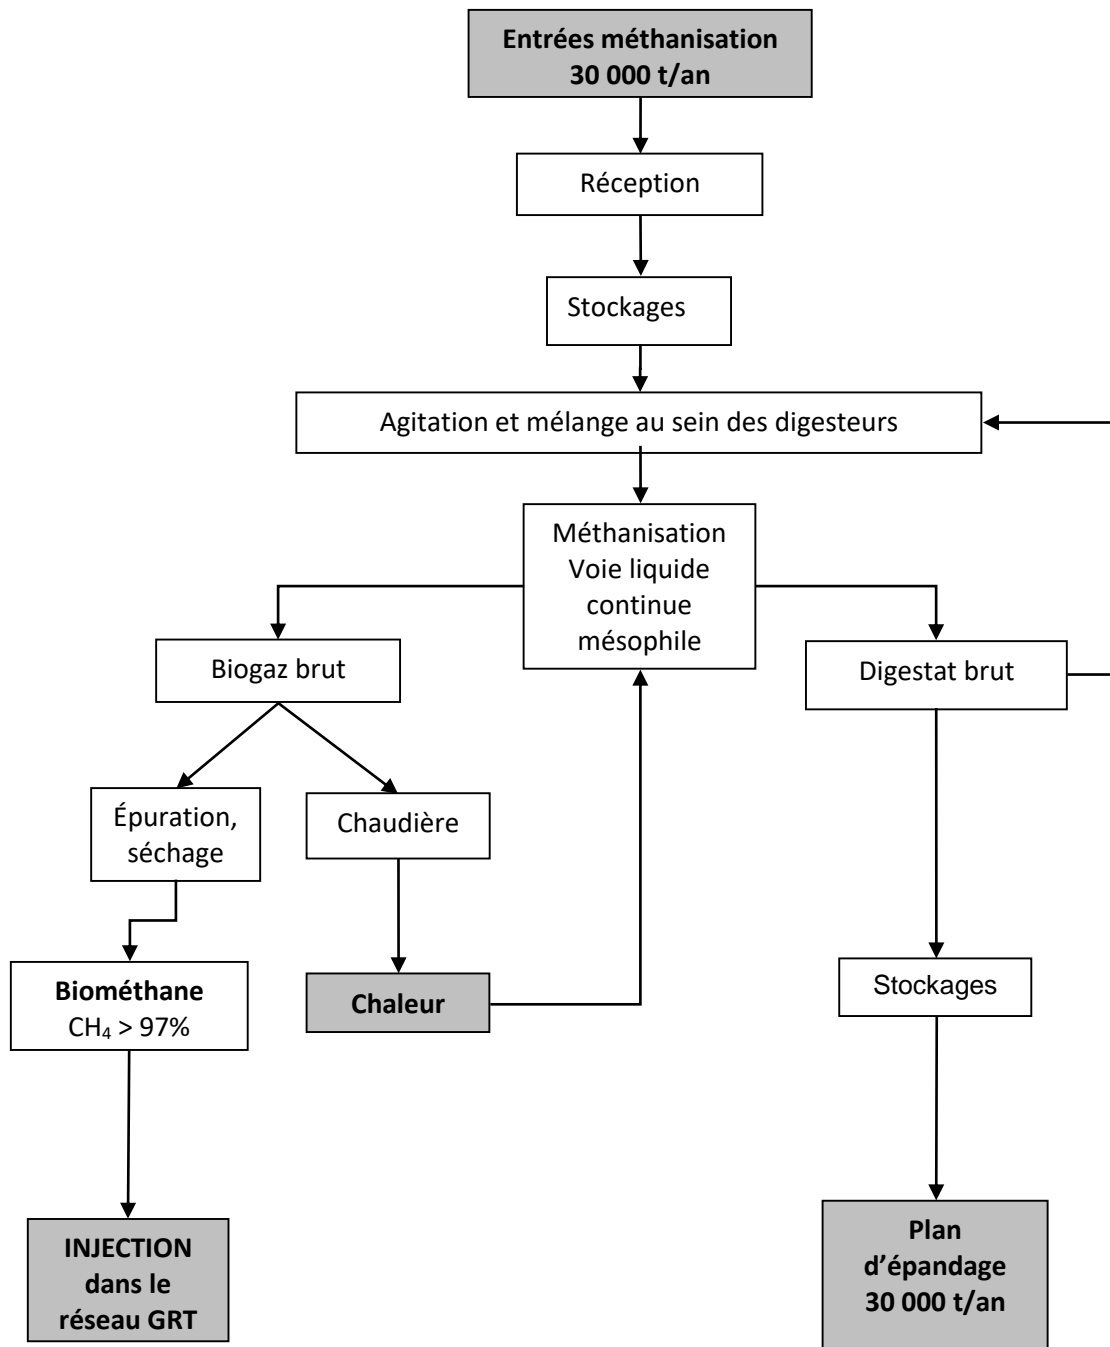 Entrées méthanisation
30 000 t/an
Réception
Stockages
Agitation et mélange au sein des digesteurs
Méthanisation
Voie liquide
continue
mésophile
Biogaz brut
Digestat brut
Épuration,
séchage
Chaudière
Biométhane
CH₄ > 97%
Chaleur
Stockages
INJECTION
dans le
réseau GRT
Plan
d’épandage
30 000 t/an